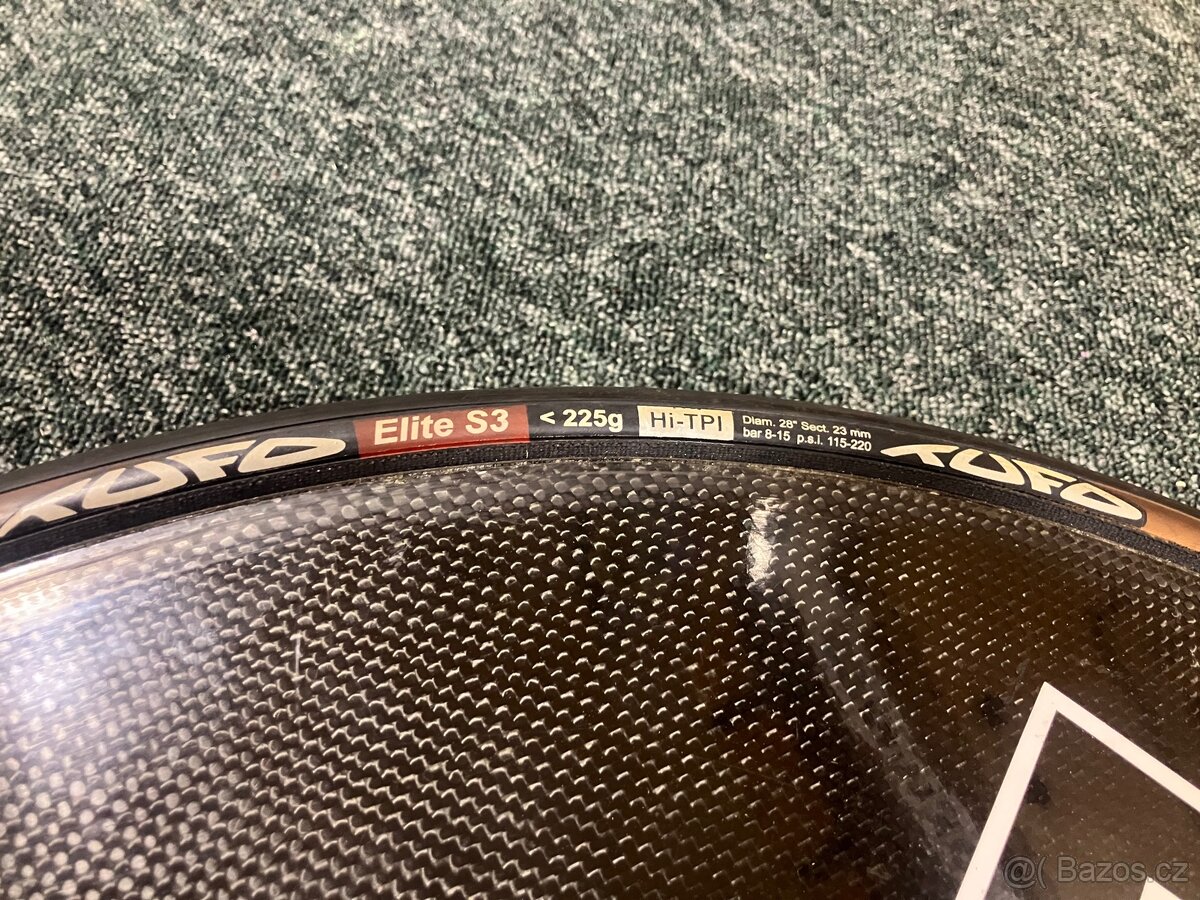 TUFO Elite S3 < 225g Hi-TPI Diam. 28" Sect. 23 mm
bar 8-15 p.s.i. 115-220
TUFO
@( Bazos.cz